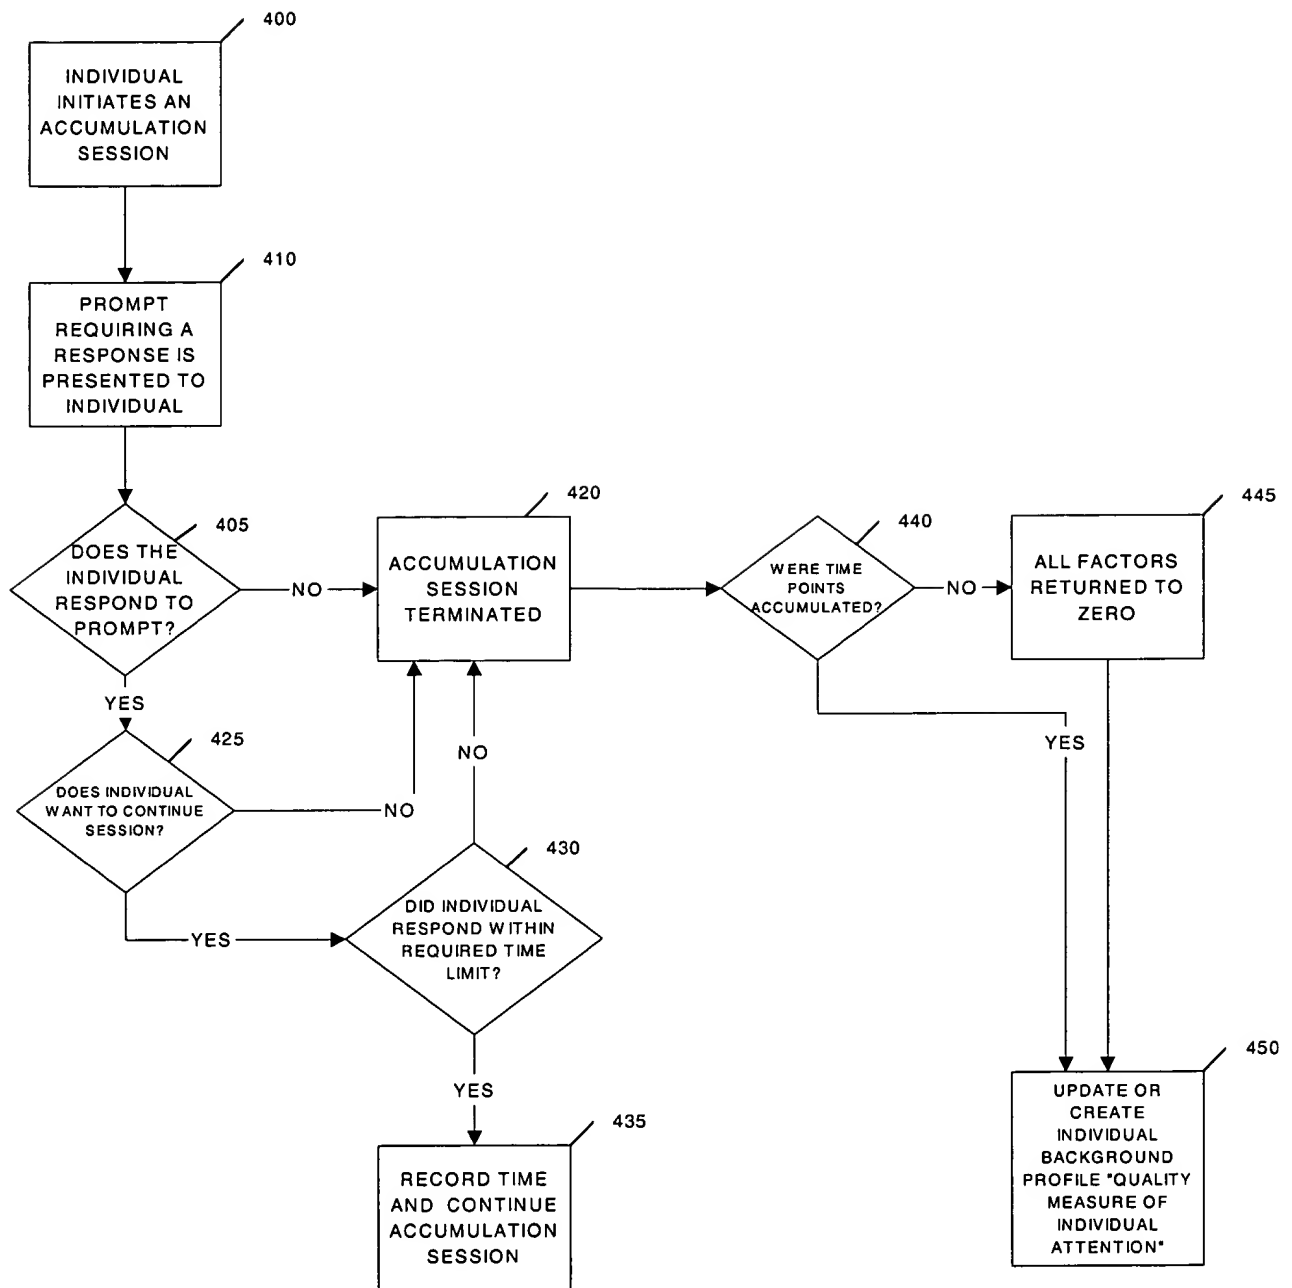 400
INDIVIDUAL
INITIATES AN
ACCUMULATION
SESSION
410
PROMPT
REQUIRING A
RESPONSE IS
PRESENTED TO
INDIVIDUAL
405
DOES THE
INDIVIDUAL
RESPOND TO
PROMPT?
NO
420
ACCUMULATION
SESSION
TERMINATED
440
WERE TIME
POINTS
ACCUMULATED?
NO
445
ALL FACTORS
RETURNED TO
ZERO
YES
425
DOES INDIVIDUAL
WANT TO CONTINUE
SESSION?
NO
NO
YES
YES
430
DID INDIVIDUAL
RESPOND WITHIN
REQUIRED TIME
LIMIT?
YES
435
RECORD TIME
AND CONTINUE
ACCUMULATION
SESSION
450
UPDATE OR
CREATE
INDIVIDUAL
BACKGROUND
PROFILE "QUALITY
MEASURE OF
INDIVIDUAL
ATTENTION"